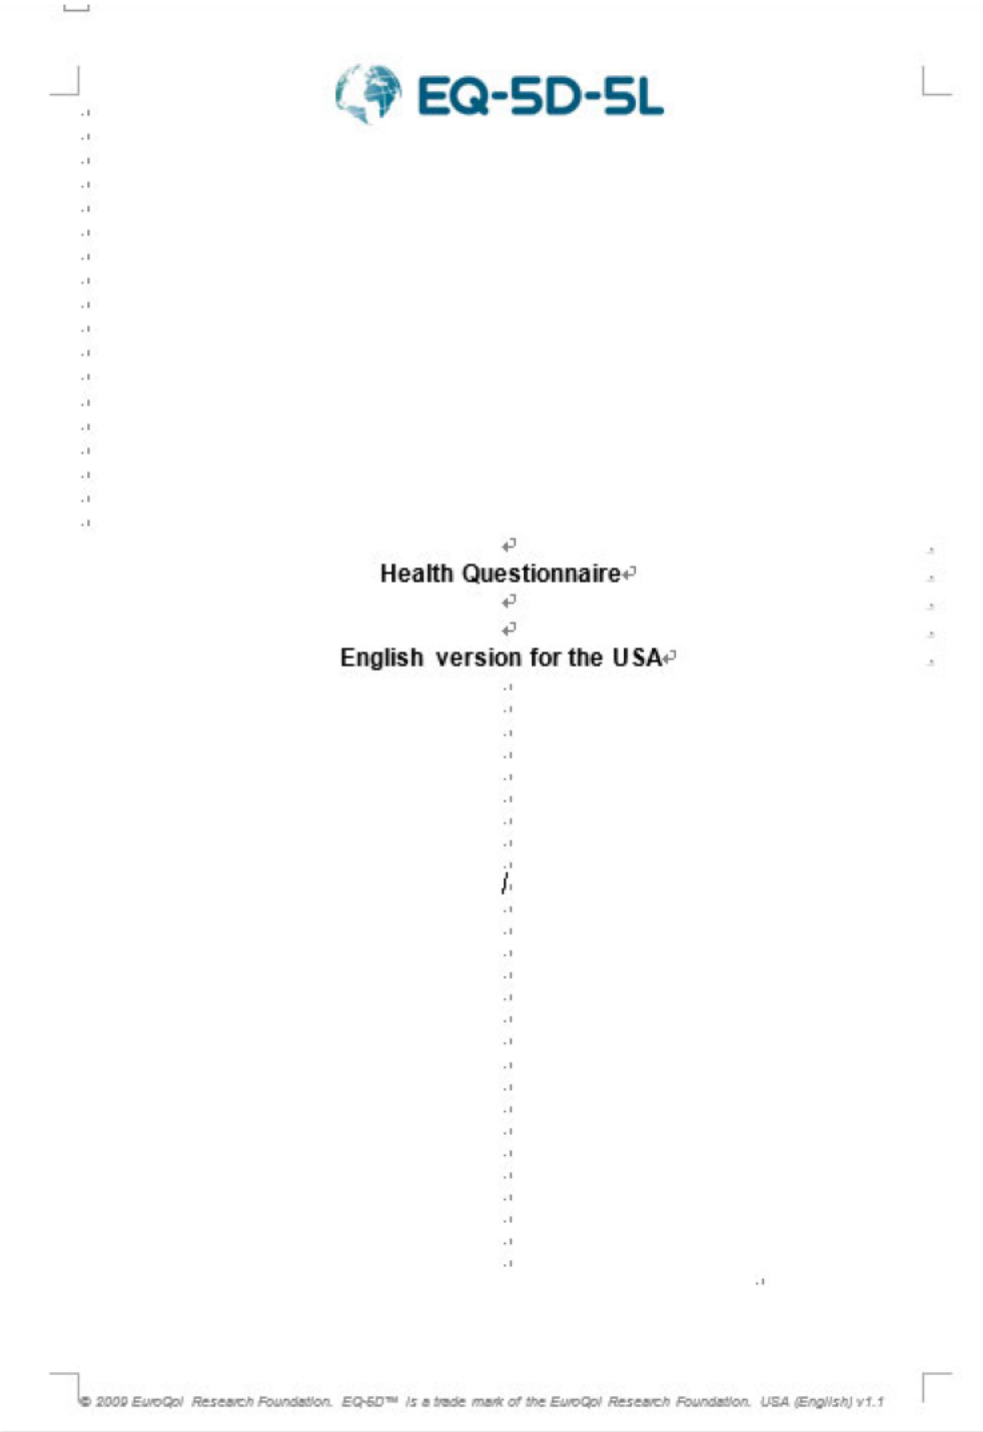 EQ-5D-5L
Health Questionnaire
English version for the USA
/
© 2009 EuroQol Research Foundation. EQ-5D™ is a trade mark of the EuroQol Research Foundation. USA (English) v1.1